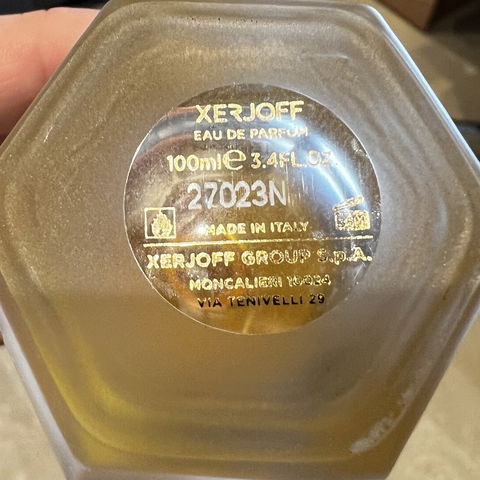 XERJOFF
EAU DE PARFUM
100ml ℮ 3.4FL.OZ.
27023N
MADE IN ITALY
XERJOFF GROUP S.p.A.
MONCALIERI 10024
VIA TENIVELLI 29